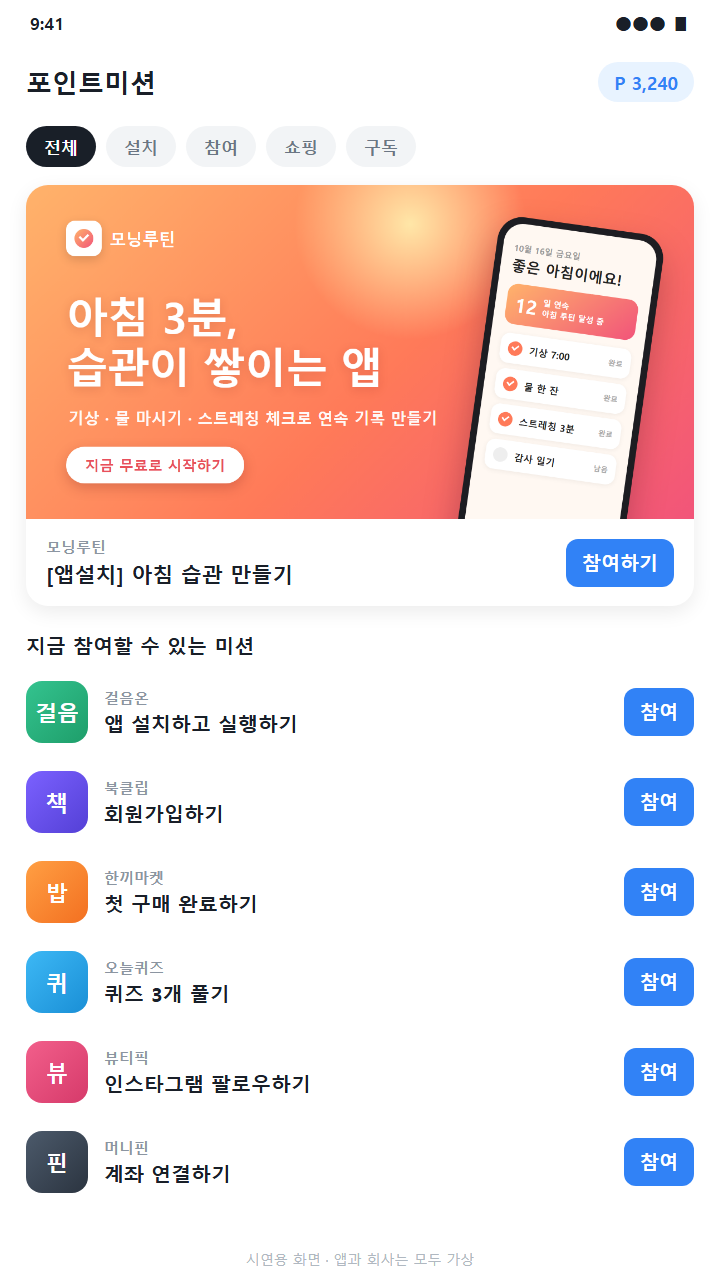 9:41
포인트미션
P 3,240
전체
설치
참여
쇼핑
구독
모닝루틴
아침 3분,
습관이 쌓이는 앱
기상 · 물 마시기 · 스트레칭 체크로 연속 기록 만들기
지금 무료로 시작하기
10월 16일 금요일
좋은 아침이에요!
12
일 연속
아침 루틴 달성 중
기상 7:00
완료
물 한 잔
완료
스트레칭 3분
완료
감사 일기
남음
모닝루틴
[앱설치] 아침 습관 만들기
참여하기
지금 참여할 수 있는 미션
걸음
걸음온
앱 설치하고 실행하기
참여
책
북클립
회원가입하기
참여
밥
한끼마켓
첫 구매 완료하기
참여
퀴
오늘퀴즈
퀴즈 3개 풀기
참여
뷰
뷰티픽
인스타그램 팔로우하기
참여
핀
머니핀
계좌 연결하기
참여
시연용 화면 · 앱과 회사는 모두 가상